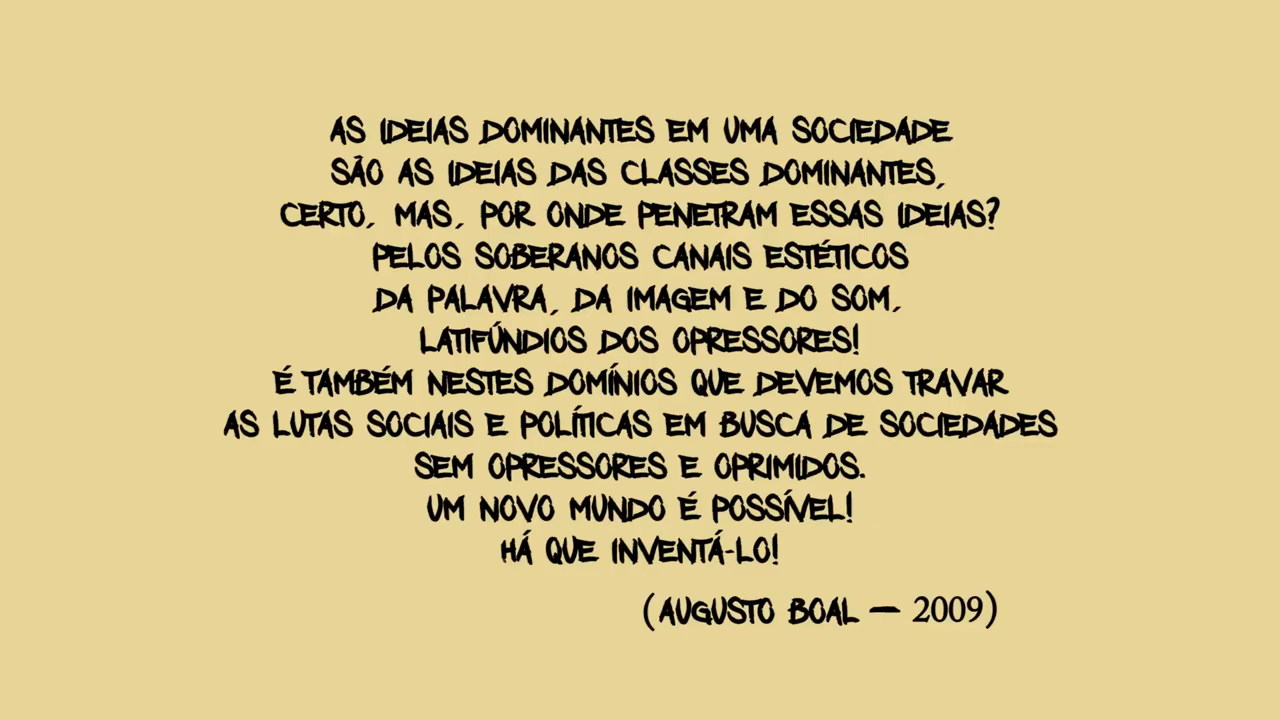 AS IDEIAS DOMINANTES EM UMA SOCIEDADE
SÃO AS IDEIAS DAS CLASSES DOMINANTES,
CERTO, MAS, POR ONDE PENETRAM ESSAS IDEIAS?
PELOS SOBERANOS CANAIS ESTÉTICOS
DA PALAVRA, DA IMAGEM E DO SOM,
LATIFÚNDIOS DOS OPRESSORES!
É TAMBÉM NESTES DOMÍNIOS QUE DEVEMOS TRAVAR
AS LUTAS SOCIAIS E POLÍTICAS EM BUSCA DE SOCIEDADES
SEM OPRESSORES E OPRIMIDOS.
UM NOVO MUNDO É POSSÍVEL!
HÁ QUE INVENTÁ-LO!
(AUGUSTO BOAL — 2009)